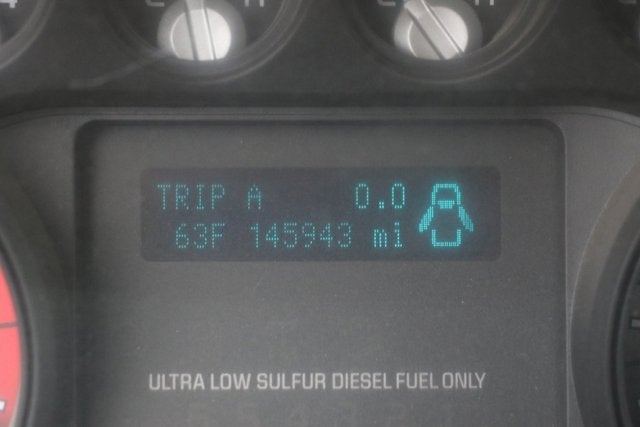 TRIP A 0.0
63F 145943 mi
ULTRA LOW SULFUR DIESEL FUEL ONLY